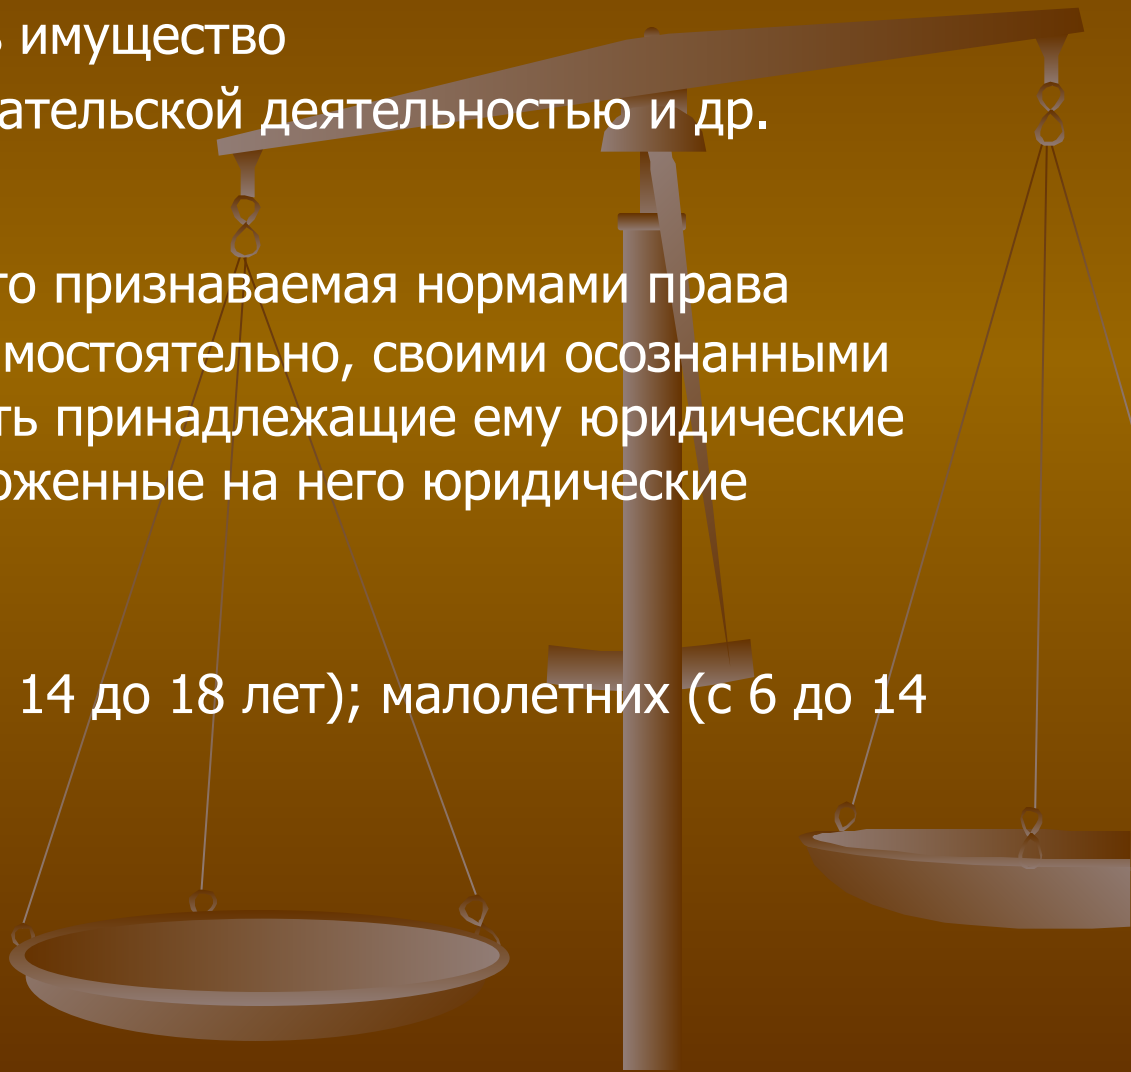 ь имущество
ательской деятельностью и др.
то признаваемая нормами права
мостоятельно, своими осознанными
ть принадлежащие ему юридические
оженные на него юридические
14 до 18 лет); малолетних (с 6 до 14